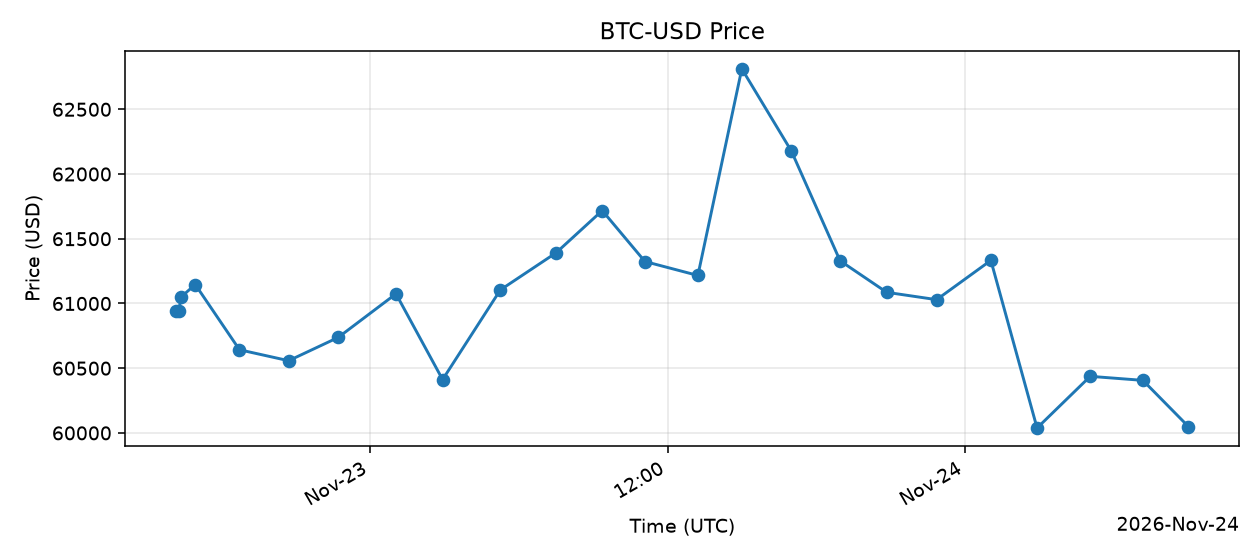 BTC-USD Price
Price (USD)
62500
62000
61500
61000
60500
60000
Nov-23
12:00
Nov-24
Time (UTC)
2026-Nov-24